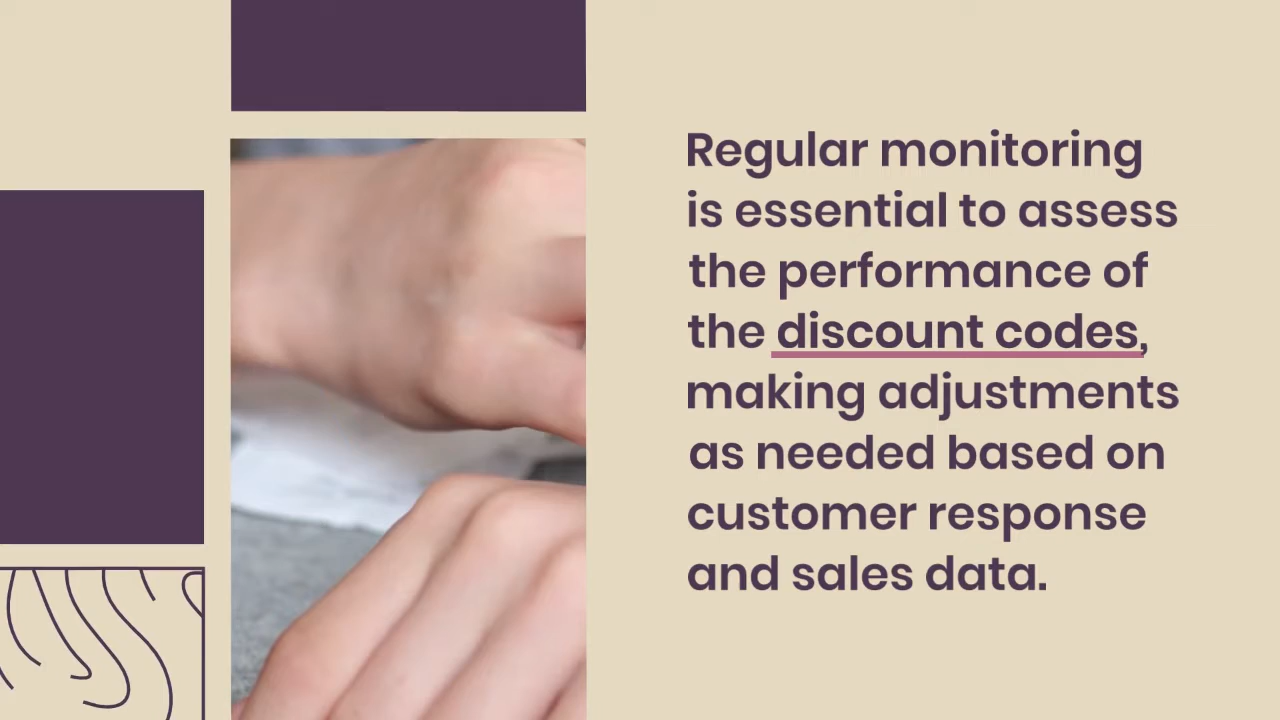 Regular monitoring
is essential to assess
the performance of
the discount codes,
making adjustments
as needed based on
customer response
and sales data.